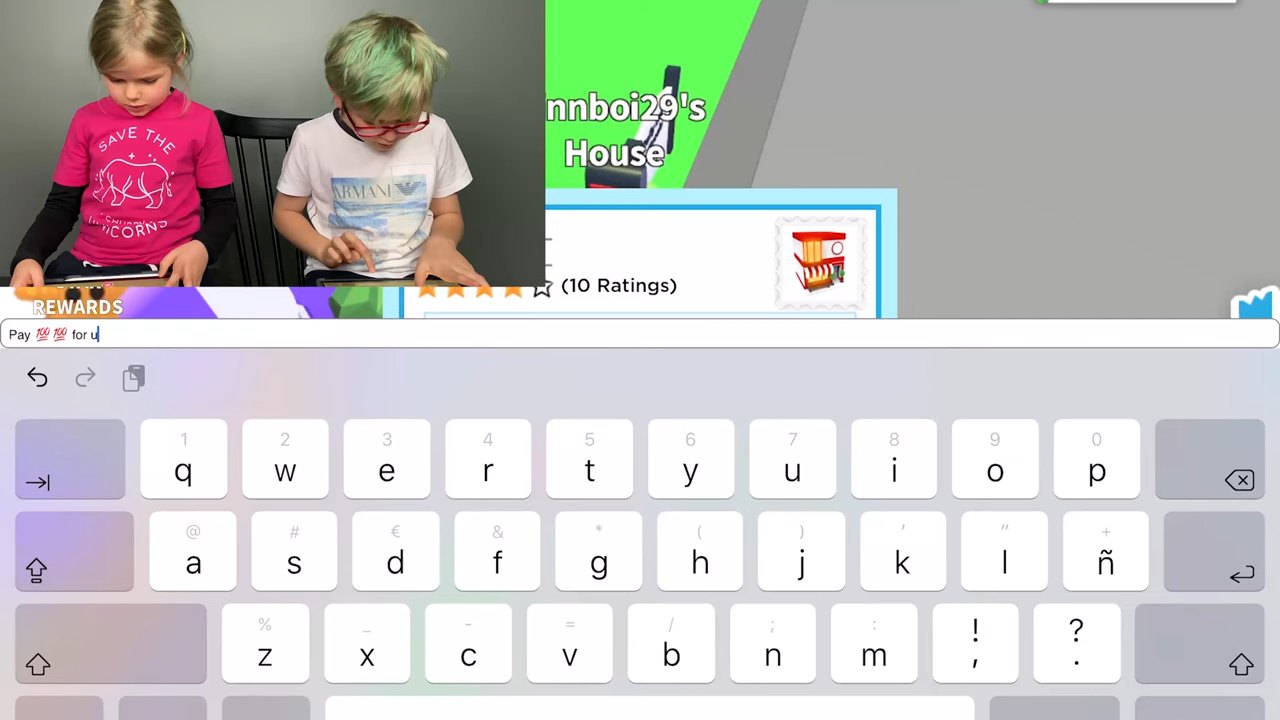 SAVE THE
UNICORNS
ARMANI
nnboi29's
House
(10 Ratings)
REWARDS
Pay 💯 💯 for u
1 2 3 4 5 6 7 8 9 0
q w e r t y u i o p
@ # € & * ( ) ' " +
a s d f g h j k l ñ
% _ - = / ; : ! ?
z x c v b n m , .